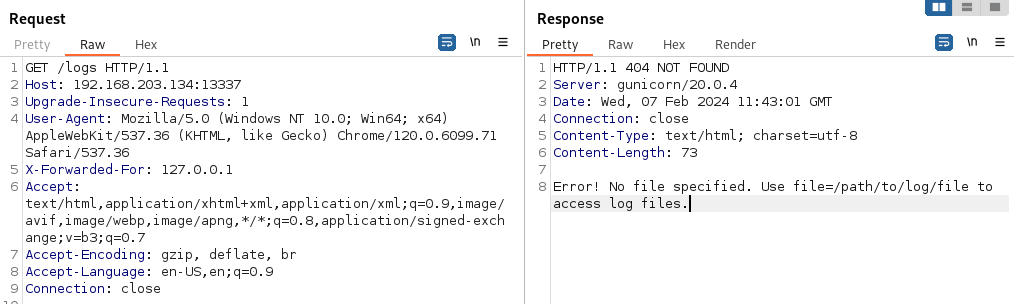 Request
Pretty Raw Hex \n
1 GET /logs HTTP/1.1
2 Host: 192.168.203.134:13337
3 Upgrade-Insecure-Requests: 1
4 User-Agent: Mozilla/5.0 (Windows NT 10.0; Win64; x64)
AppleWebKit/537.36 (KHTML, like Gecko) Chrome/120.0.6099.71
Safari/537.36
5 X-Forwarded-For: 127.0.0.1
6 Accept:
text/html,application/xhtml+xml,application/xml;q=0.9,image/
avif,image/webp,image/apng,*/*;q=0.8,application/signed-exch
ange;v=b3;q=0.7
7 Accept-Encoding: gzip, deflate, br
8 Accept-Language: en-US,en;q=0.9
9 Connection: close
Response
Pretty Raw Hex Render \n
1 HTTP/1.1 404 NOT FOUND
2 Server: gunicorn/20.0.4
3 Date: Wed, 07 Feb 2024 11:43:01 GMT
4 Connection: close
5 Content-Type: text/html; charset=utf-8
6 Content-Length: 73
7
8 Error! No file specified. Use file=/path/to/log/file to
access log files.